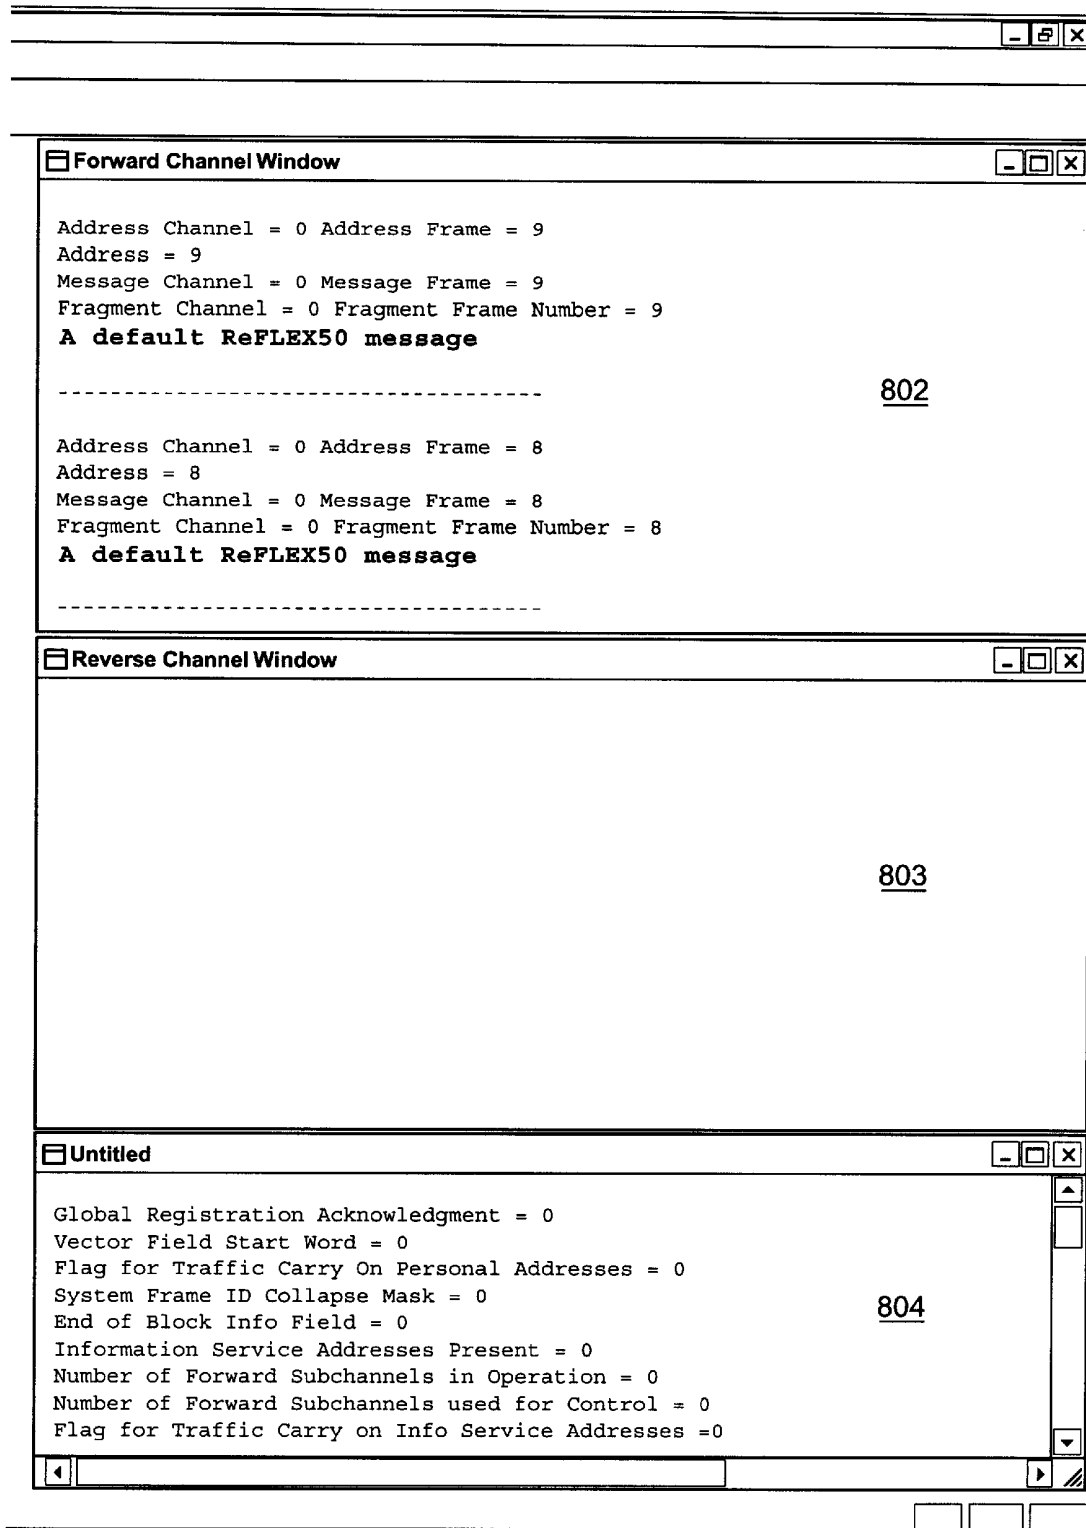 Forward Channel Window
Address Channel = 0 Address Frame = 9
Address = 9
Message Channel = 0 Message Frame = 9
Fragment Channel = 0 Fragment Frame Number = 9
A default ReFLEX50 message
------------------------------------
802
Address Channel = 0 Address Frame = 8
Address = 8
Message Channel = 0 Message Frame = 8
Fragment Channel = 0 Fragment Frame Number = 8
A default ReFLEX50 message
------------------------------------
Reverse Channel Window
803
Untitled
Global Registration Acknowledgment = 0
Vector Field Start Word = 0
Flag for Traffic Carry On Personal Addresses = 0
System Frame ID Collapse Mask = 0
804
End of Block Info Field = 0
Information Service Addresses Present = 0
Number of Forward Subchannels in Operation = 0
Number of Forward Subchannels used for Control = 0
Flag for Traffic Carry on Info Service Addresses =0